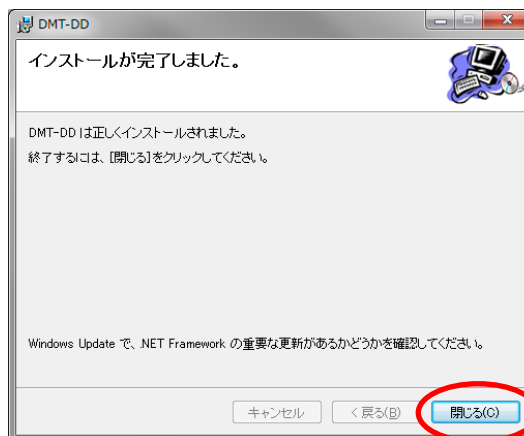 DMT-DD
インストールが完了しました。
DMT-DD は正しくインストールされました。
終了するには、[閉じる]をクリックしてください。
Windows Update で、.NET Framework の重要な更新があるかどうかを確認してください。
キャンセル
< 戻る(B)
閉じる(C)